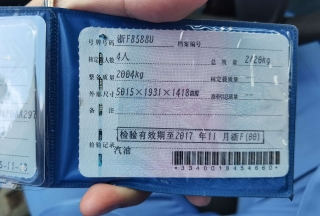 号牌号码 浙F8S88U 档案编号
核定载人数 4人 总质量 2420kg
整备质量 2004kg 核定载质量
外廓尺寸 5015×1931×1418mm 准牵引总质量
备注
检验有效期至2017年11月浙F(00)
检验记录 汽油